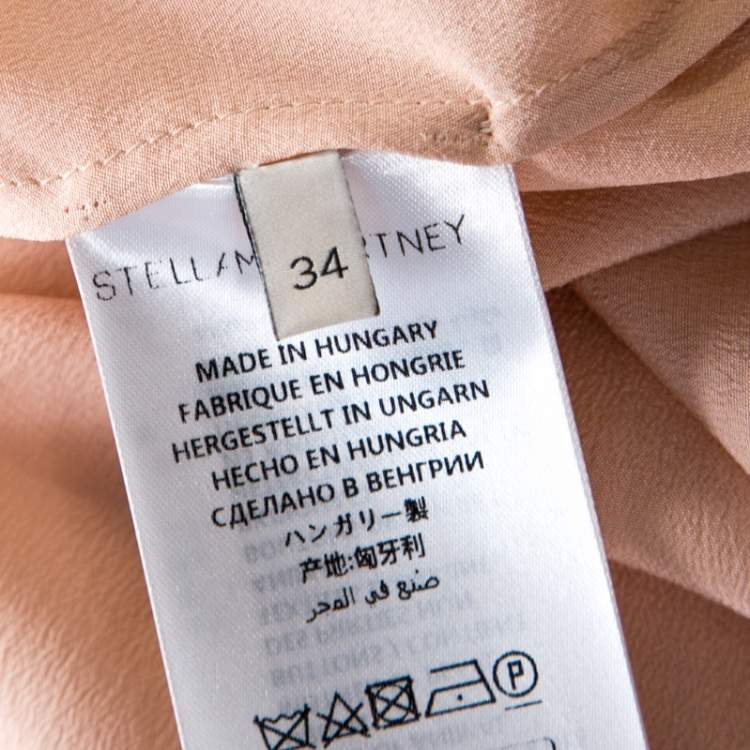 STELLA M RTNEY
34
MADE IN HUNGARY
FABRIQUE EN HONGRIE
HERGESTELLT IN UNGARN
HECHO EN HUNGRIA
СДЕЛАНО В ВЕНГРИИ
ハンガリー製
产地:匈牙利
صنع في المجر
P